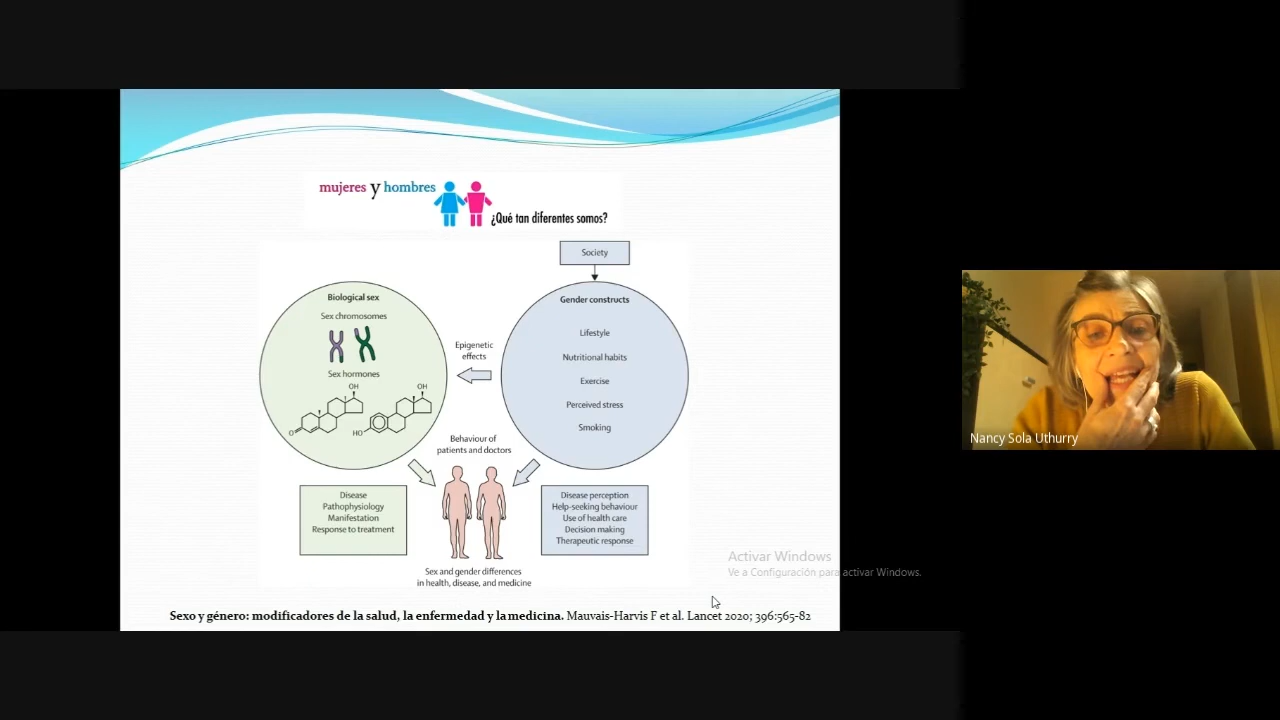 mujeres y hombres
¿Qué tan diferentes somos?
Society
Biological sex
Sex chromosomes
Sex hormones
OH
OH
O
HO
Epigenetic
effects
Gender constructs
Lifestyle
Nutritional habits
Exercise
Perceived stress
Smoking
Behaviour of
patients and doctors
Disease
Pathophysiology
Manifestation
Response to treatment
Disease perception
Help-seeking behaviour
Use of health care
Decision making
Therapeutic response
Sex and gender differences
in health, disease, and medicine
Sexo y género: modificadores de la salud, la enfermedad y la medicina. Mauvais-Harvis F et al. Lancet 2020; 396:565-82
Activar Windows
Ve a Configuración para activar Windows.
Nancy Sola Uthurry